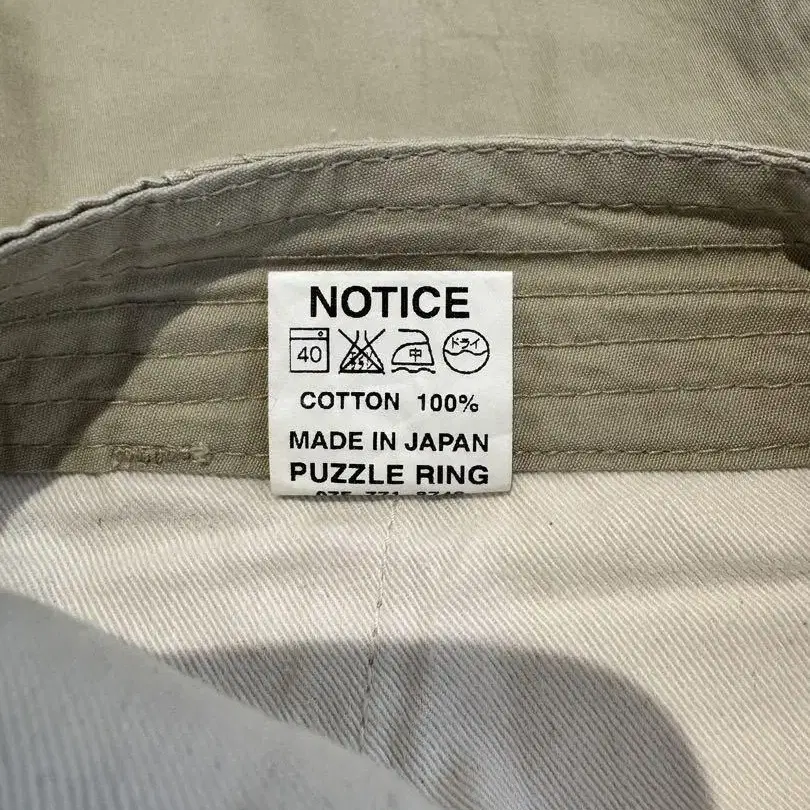 NOTICE
40 中 ドライ
COTTON 100%
MADE IN JAPAN
PUZZLE RING